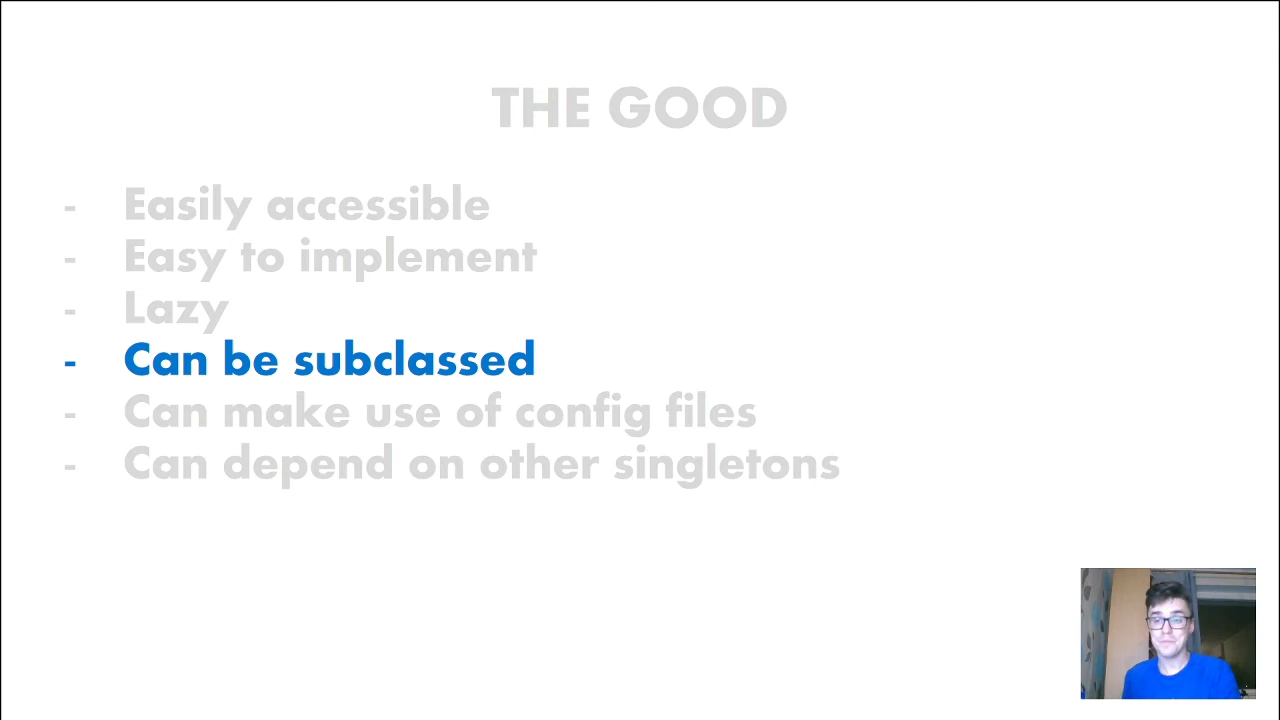 THE GOOD
- Easily accessible
- Easy to implement
- Lazy
- Can be subclassed
- Can make use of config files
- Can depend on other singletons